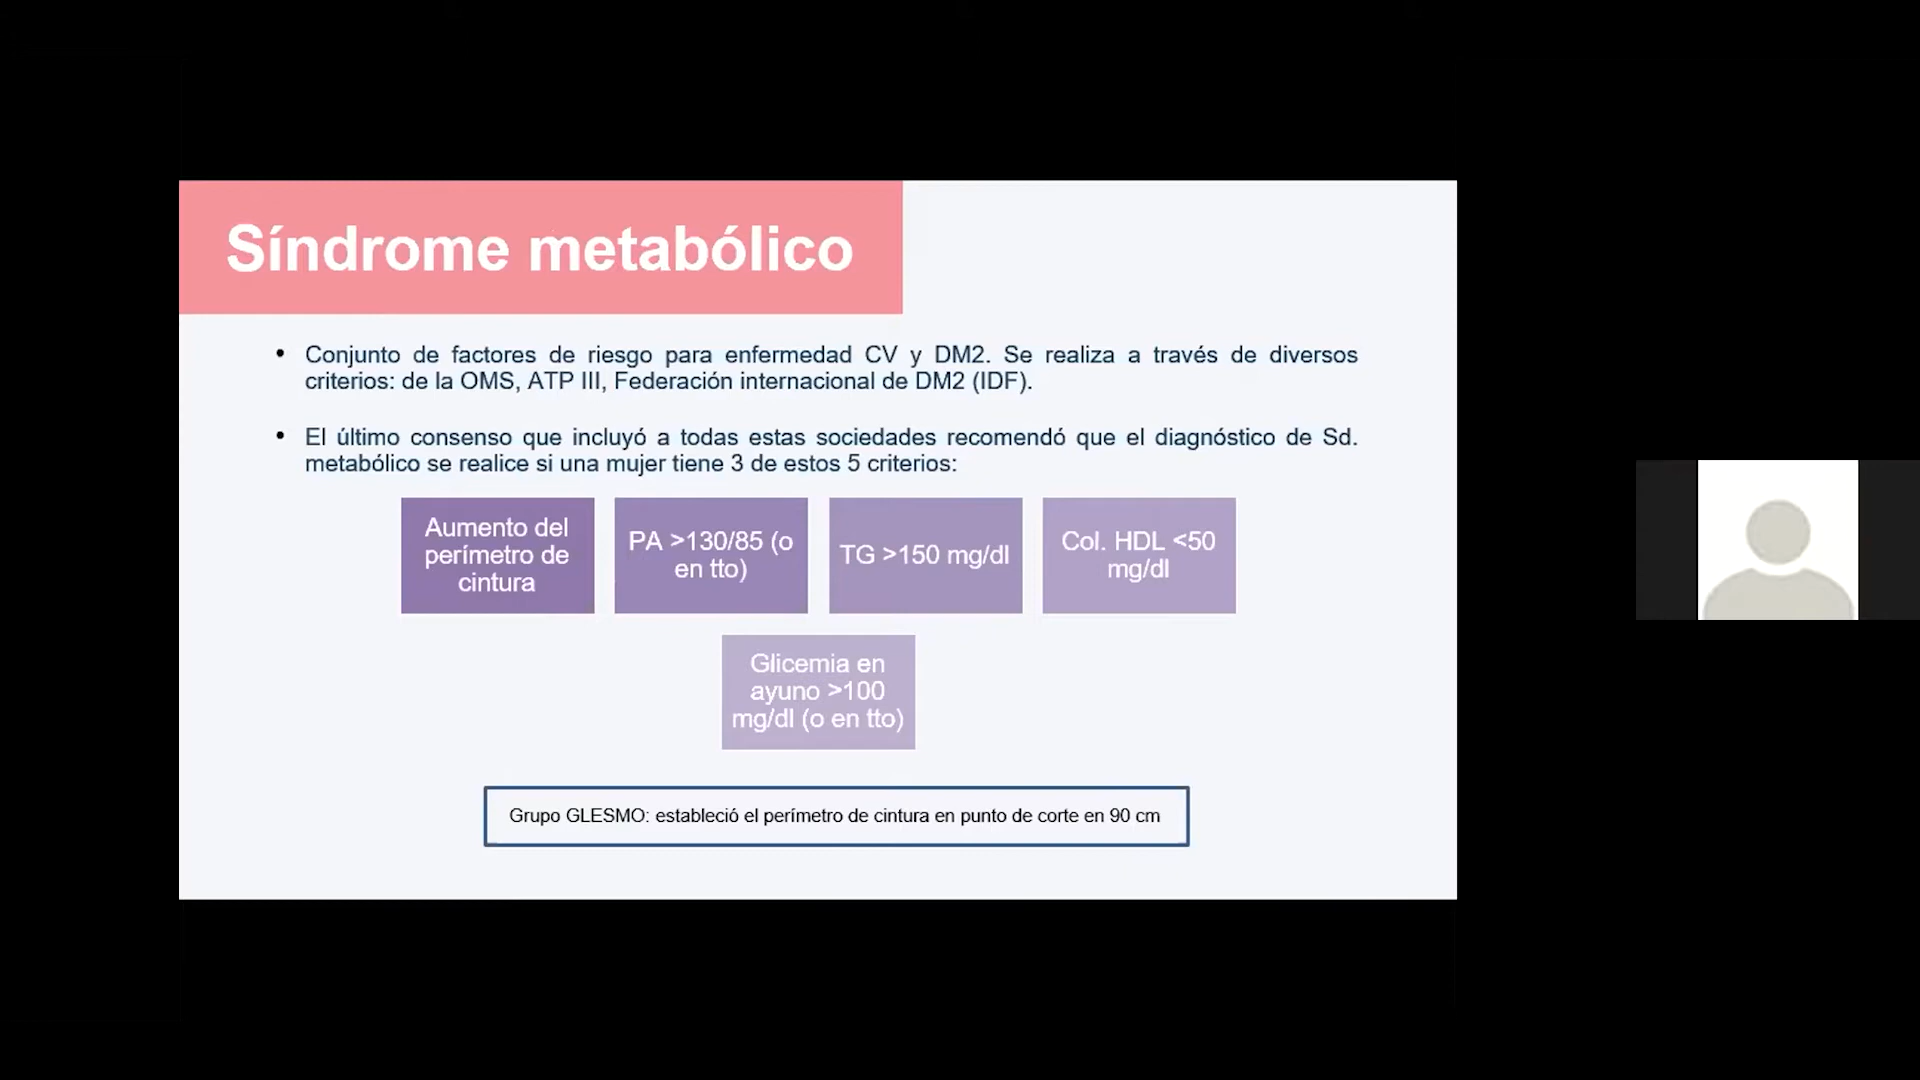 Síndrome metabólico
• Conjunto de factores de riesgo para enfermedad CV y DM2. Se realiza a través de diversos
criterios: de la OMS, ATP III, Federación internacional de DM2 (IDF).
• El último consenso que incluyó a todas estas sociedades recomendó que el diagnóstico de Sd.
metabólico se realice si una mujer tiene 3 de estos 5 criterios:
Aumento del
perímetro de
cintura
PA >130/85 (o
en tto)
TG >150 mg/dl
Col. HDL <50
mg/dl
Glicemia en
ayuno >100
mg/dl (o en tto)
Grupo GLESMO: estableció el perímetro de cintura en punto de corte en 90 cm